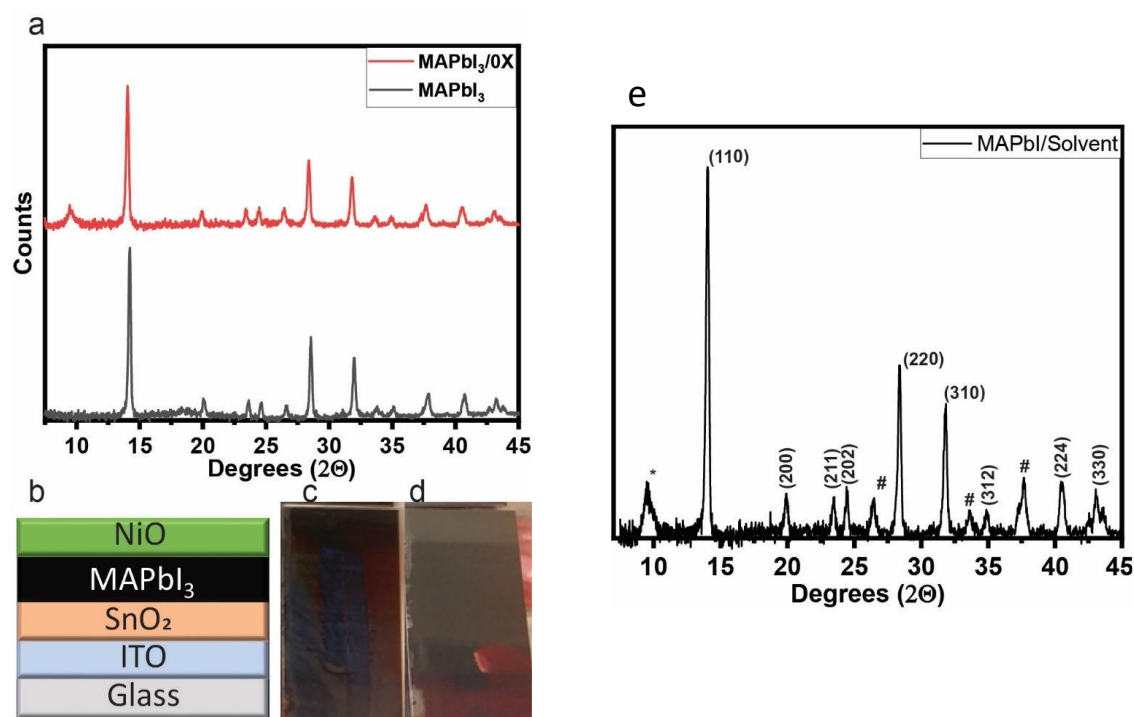 a
MAPbI₃/0X
MAPbI₃
Counts
10 15 20 25 30 35 40 45
Degrees (2Θ)
b
NiO
MAPbI₃
SnO₂
ITO
Glass
c
d
e
MAPbI/Solvent
*
(110)
(200)
(211)
(202)
#
(220)
(310)
#
(312)
#
(224)
(330)
10 15 20 25 30 35 40 45
Degrees (2Θ)